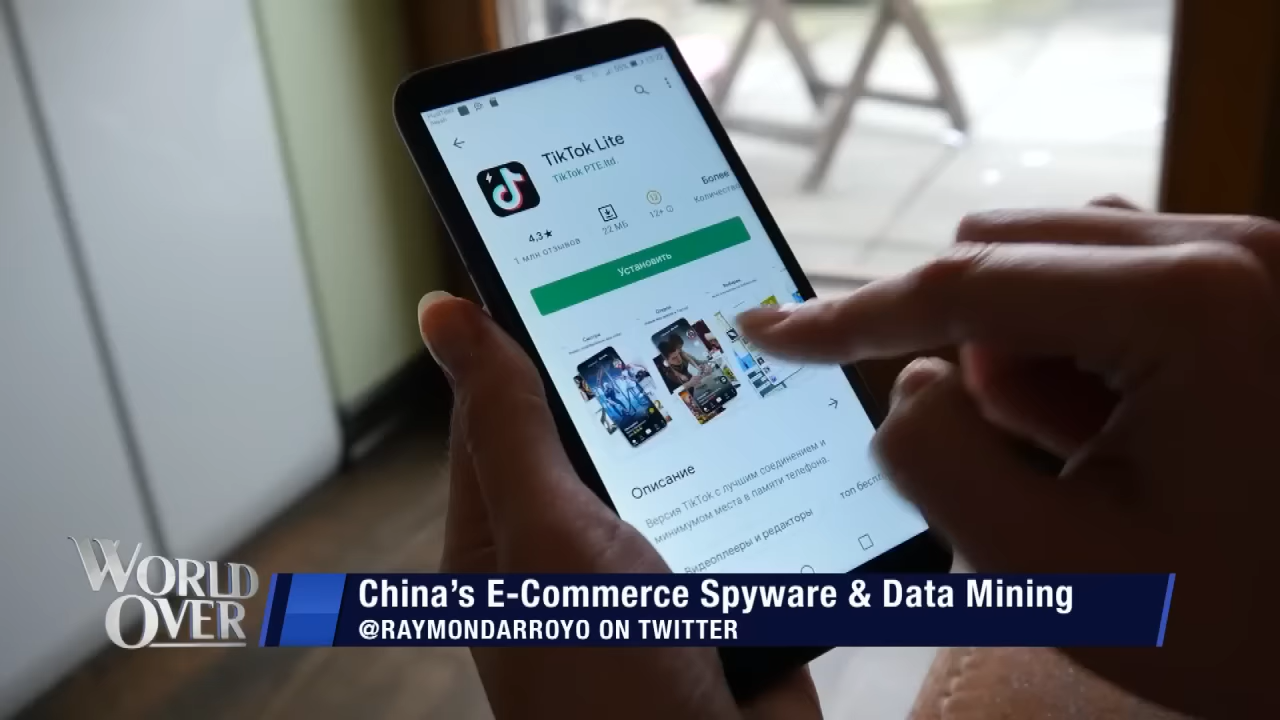 TikTok Lite
TikTok PTE.ltd.
4,3★
1 млн отзывов
22 МБ
12+
Более
Количество
Установить
Описание
Версия TikTok с лучшим соединением и
минимумом места в памяти телефона.
Видеоплееры и редакторы
топ беспл
WORLD
OVER
China's E-Commerce Spyware & Data Mining
@RAYMONDARROYO ON TWITTER